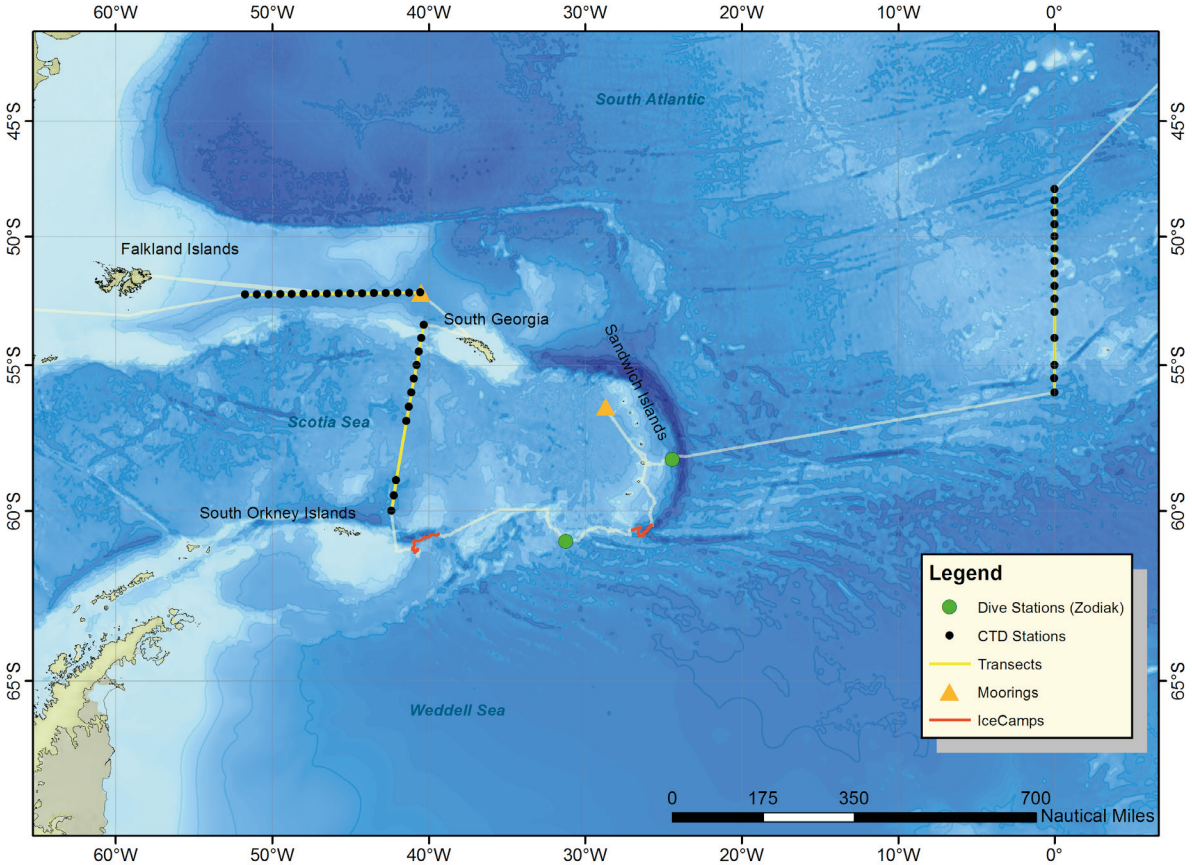 60°W 50°W 40°W 30°W 20°W 10°W 0°
South Atlantic
45°S 45°S
50°S 50°S
Falkland Islands
South Georgia
Sandwich Islands
55°S 55°S
Scotia Sea
60°S 60°S
South Orkney Islands
Legend
Dive Stations (Zodiak)
CTD Stations
Transects
Moorings
IceCamps
65°S 65°S
Weddell Sea
0 175 350 700
Nautical Miles
60°W 50°W 40°W 30°W 20°W 10°W 0°